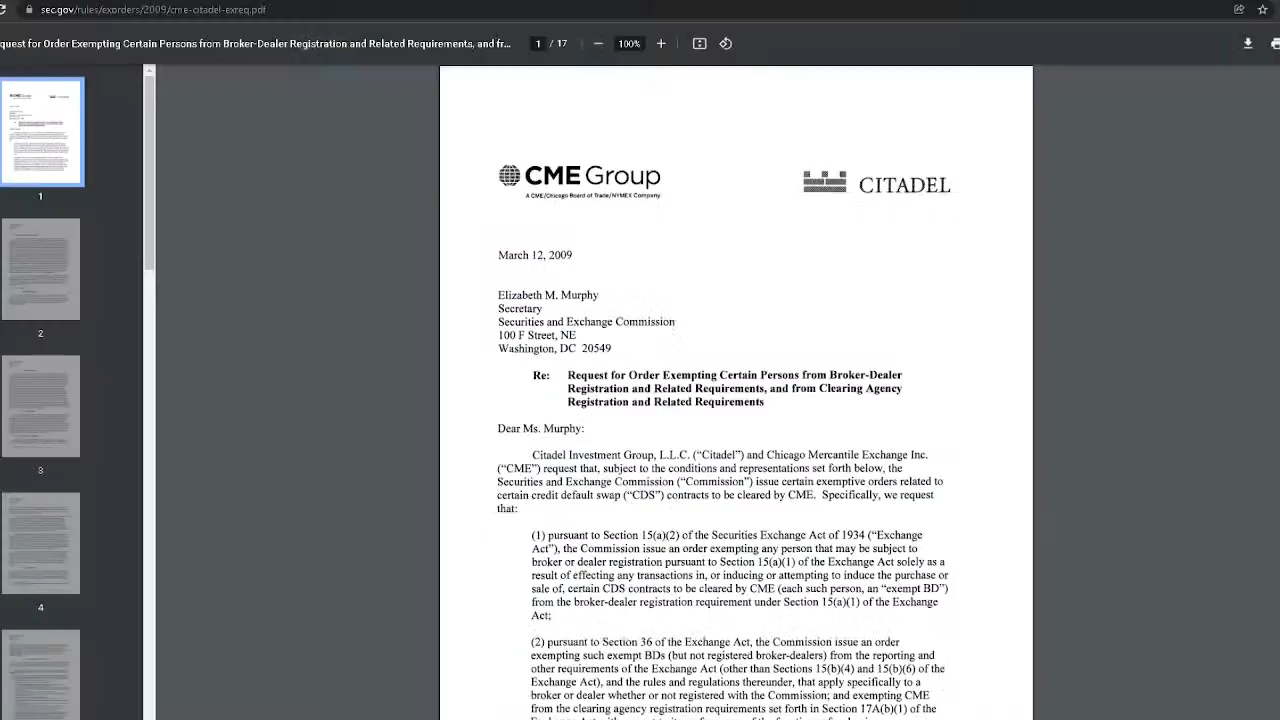 sec.gov/rules/exorders/2009/cme-citadel-exreq.pdf
quest for Order Exempting Certain Persons from Broker-Dealer Registration and Related Requirements, and fr... 1 / 17 100%
CME Group
A CME/Chicago Board of Trade/NYMEX Company
CITADEL
March 12, 2009
Elizabeth M. Murphy
Secretary
Securities and Exchange Commission
100 F Street, NE
Washington, DC 20549
Re: Request for Order Exempting Certain Persons from Broker-Dealer
Registration and Related Requirements, and from Clearing Agency
Registration and Related Requirements
Dear Ms. Murphy:
Citadel Investment Group, L.L.C. (“Citadel”) and Chicago Mercantile Exchange Inc.
(“CME”) request that, subject to the conditions and representations set forth below, the
Securities and Exchange Commission (“Commission”) issue certain exemptive orders related to
certain credit default swap (“CDS”) contracts to be cleared by CME. Specifically, we request
that:
(1) pursuant to Section 15(a)(2) of the Securities Exchange Act of 1934 (“Exchange
Act”), the Commission issue an order exempting any person that may be subject to
broker or dealer registration pursuant to Section 15(a)(1) of the Exchange Act solely as a
result of effecting any transactions in, or inducing or attempting to induce the purchase or
sale of, certain CDS contracts to be cleared by CME (each such person, an “exempt BD”)
from the broker-dealer registration requirement under Section 15(a)(1) of the Exchange
Act;
(2) pursuant to Section 36 of the Exchange Act, the Commission issue an order
exempting such exempt BDs (but not registered broker-dealers) from the reporting and
other requirements of the Exchange Act (other than Sections 15(b)(4) and 15(b)(6) of the
Exchange Act), and the rules and regulations thereunder, that apply specifically to a
broker or dealer whether or not registered with the Commission; and exempting CME
from the clearing agency registration requirements set forth in Section 17A(b)(1) of the
1
2
3
4